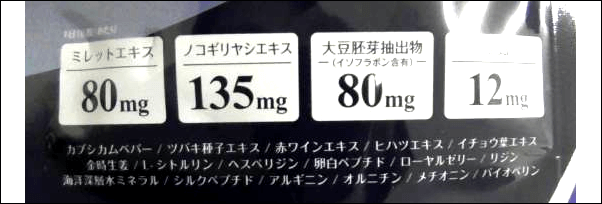 ミレットエキス
80mg
ノコギリヤシエキス
135mg
大豆胚芽抽出物
(イソフラボン含有)
80mg
12mg
カプシカムペパー / ツバキ種子エキス / 赤ワインエキス / ヒハツエキス / イチョウ葉エキス
金時生姜 / L-シトルリン / ヘスペリジン / 卵白ペプチド / ローヤルゼリー / リジン
海洋深層水ミネラル / シルクペプチド / アルギニン / オルニチン / メチオニン / バイオペリン